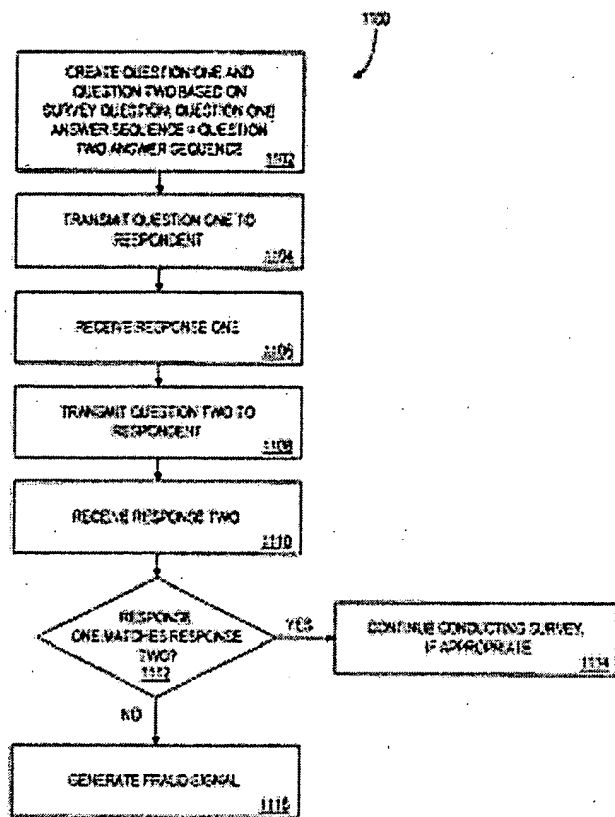 1100
CREATE QUESTION ONE AND
QUESTION TWO BASED ON
SURVEY QUESTION, QUESTION ONE
ANSWER SEQUENCE = QUESTION
TWO ANSWER SEQUENCE
1102
TRANSMIT QUESTION ONE TO
RESPONDENT
1104
RECEIVE RESPONSE ONE
1106
TRANSMIT QUESTION TWO TO
RESPONDENT
1108
RECEIVE RESPONSE TWO
1110
RESPONSE
ONE MATCHES RESPONSE
TWO?
1112
YES
CONTINUE CONDUCTING SURVEY,
IF APPROPRIATE
1114
NO
GENERATE FRAUD SIGNAL
1116